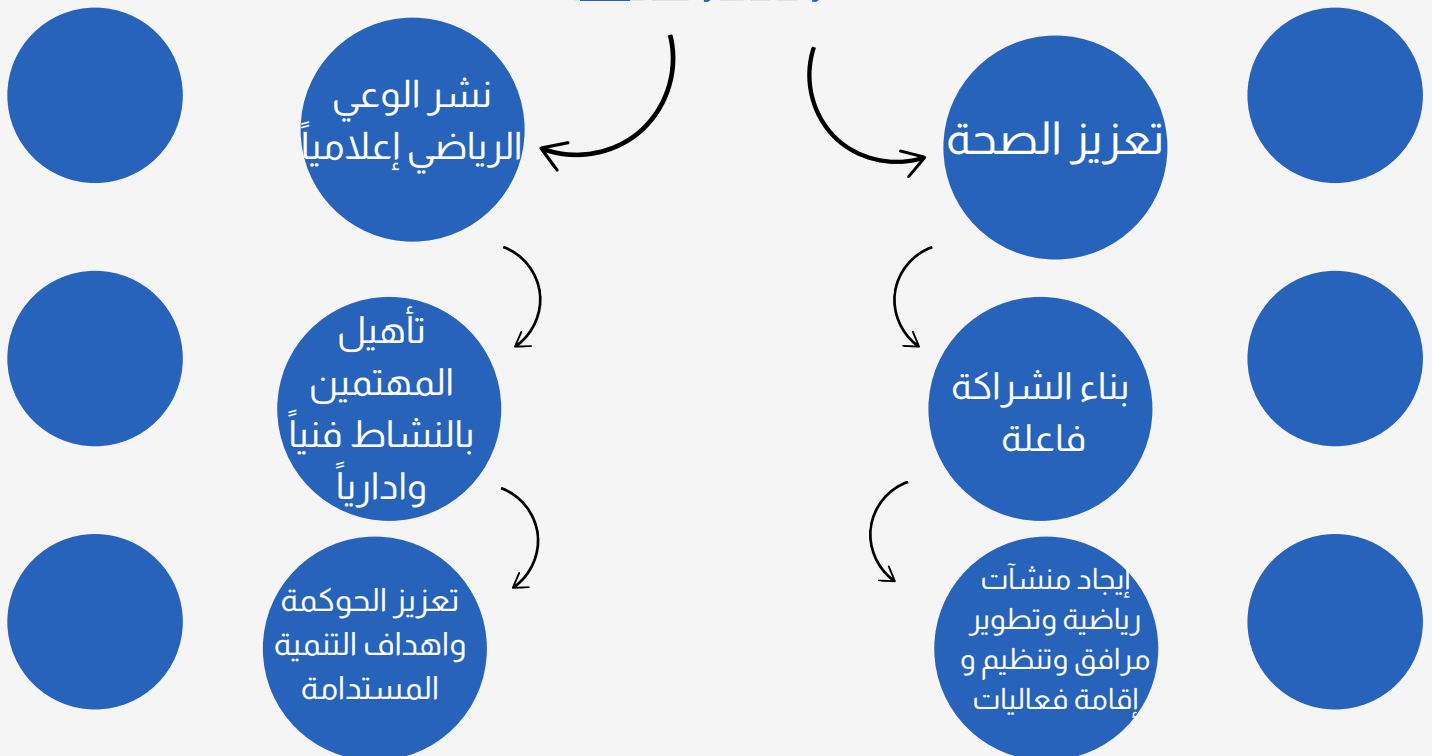 تعزيز الصحة
بناء الشراكة
فاعلة
إيجاد منشآت
رياضية وتطوير
مرافق وتنظيم و
إقامة فعاليات
نشر الوعي
الرياضي إعلامياً
تأهيل
المهتمين
بالنشاط فنياً
وادارياً
تعزيز الحوكمة
واهداف التنمية
المستدامة